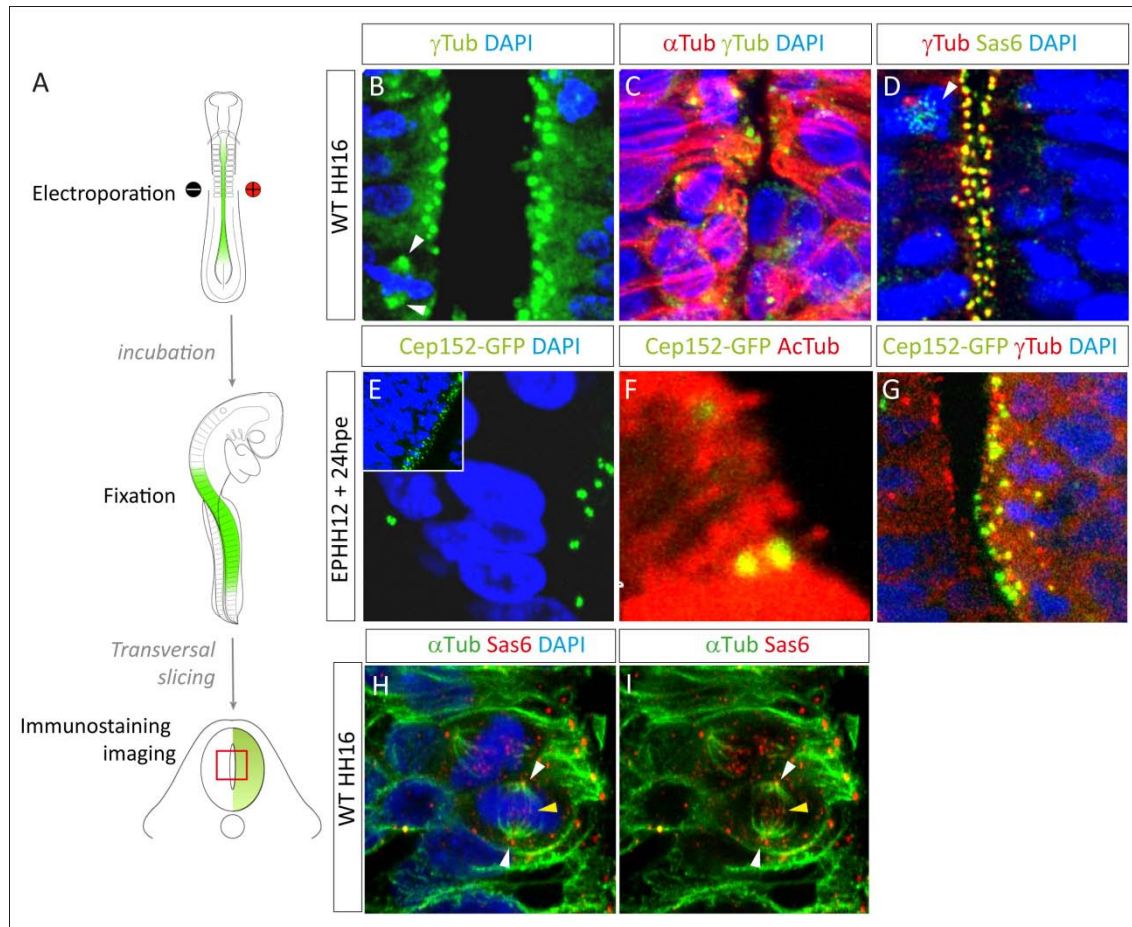 A
Electroporation
incubation
Fixation
Transversal
slicing
Immunostaining
imaging
γTub DAPI
αTub γTub DAPI
γTub Sas6 DAPI
WT HH16
B
C
D
Cep152-GFP DAPI
Cep152-GFP AcTub
Cep152-GFP γTub DAPI
EPHH12 + 24hpe
E
F
G
e
αTub Sas6 DAPI
αTub Sas6
WT HH16
H
I